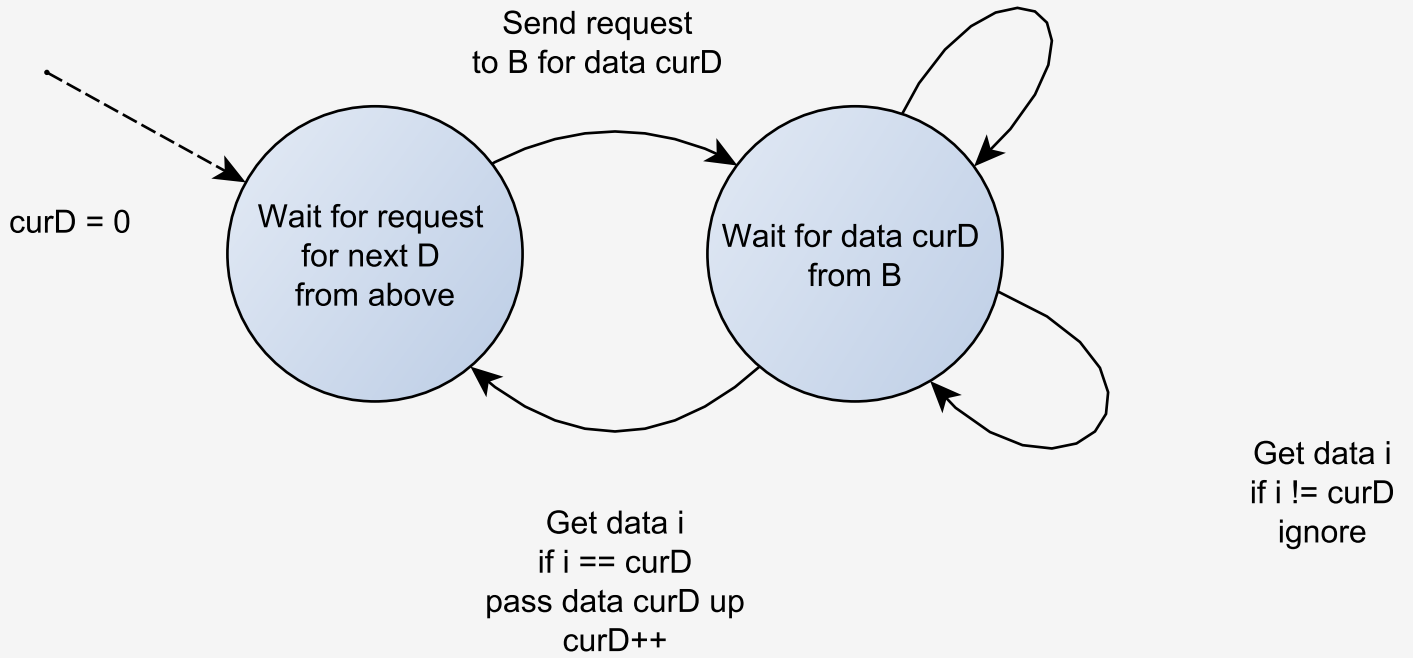 Send request
to B for data curD
curD = 0
Wait for request
for next D
from above
Wait for data curD
from B
Get data i
if i != curD
ignore
Get data i
if i == curD
pass data curD up
curD++